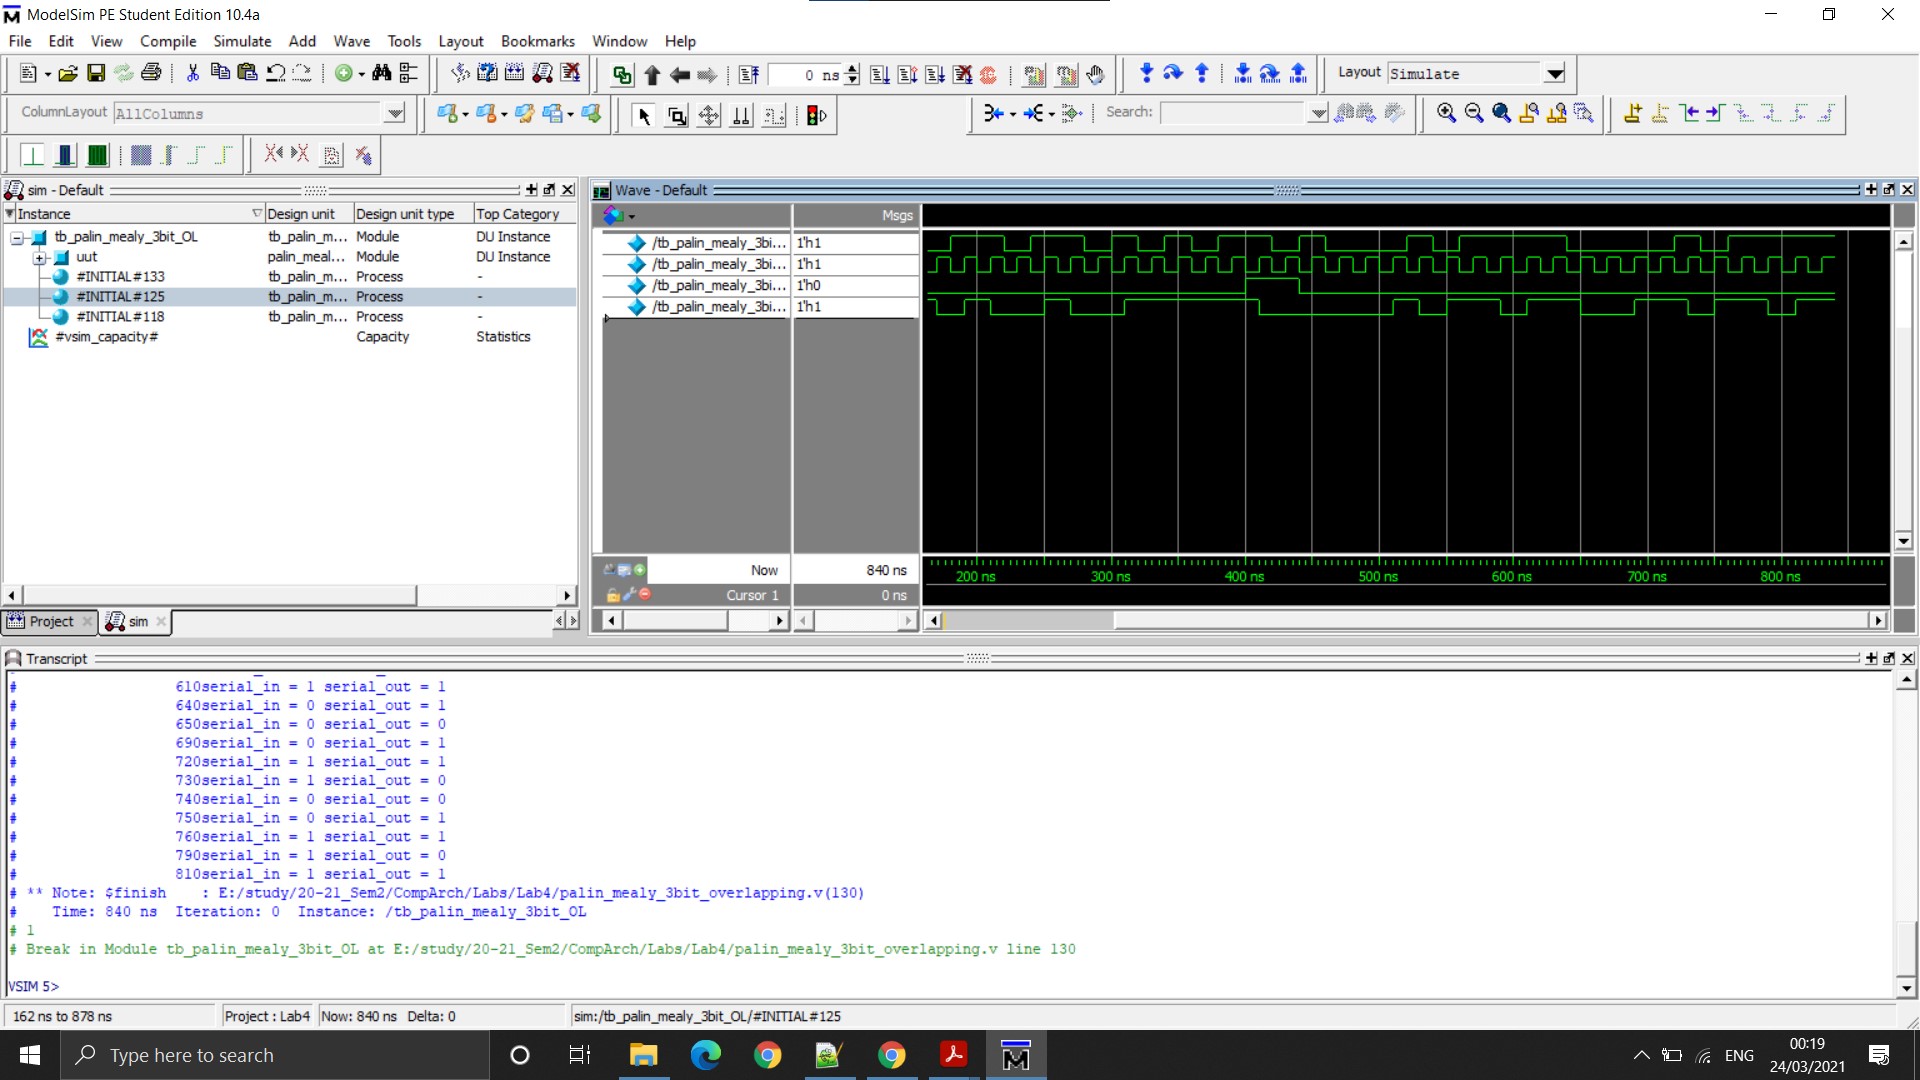 ModelSim PE Student Edition 10.4a
File Edit View Compile Simulate Add Wave Tools Layout Bookmarks Window Help
0 ns
Layout Simulate
ColumnLayout AllColumns
Search:
sim - Default
Instance Design unit Design unit type Top Category
tb_palin_mealy_3bit_OL tb_palin_m... Module DU Instance
uut palin_meal... Module DU Instance
#INITIAL#133 tb_palin_m... Process -
#INITIAL#125 tb_palin_m... Process -
#INITIAL#118 tb_palin_m... Process -
#vsim_capacity# Capacity Statistics
Project sim
Wave - Default
Msgs
/tb_palin_mealy_3bi... 1'h1
/tb_palin_mealy_3bi... 1'h1
/tb_palin_mealy_3bi... 1'h0
/tb_palin_mealy_3bi... 1'h1
Now 840 ns
Cursor 1 0 ns
200 ns 300 ns 400 ns 500 ns 600 ns 700 ns 800 ns
Transcript
# 610serial_in = 1 serial_out = 1
# 640serial_in = 0 serial_out = 1
# 650serial_in = 0 serial_out = 0
# 690serial_in = 0 serial_out = 1
# 720serial_in = 1 serial_out = 1
# 730serial_in = 1 serial_out = 0
# 740serial_in = 0 serial_out = 0
# 750serial_in = 0 serial_out = 1
# 760serial_in = 1 serial_out = 1
# 790serial_in = 1 serial_out = 0
# 810serial_in = 1 serial_out = 1
# ** Note: $finish : E:/study/20-21_Sem2/CompArch/Labs/Lab4/palin_mealy_3bit_overlapping.v(130)
# Time: 840 ns Iteration: 0 Instance: /tb_palin_mealy_3bit_OL
# 1
# Break in Module tb_palin_mealy_3bit_OL at E:/study/20-21_Sem2/CompArch/Labs/Lab4/palin_mealy_3bit_overlapping.v line 130
VSIM 5>
162 ns to 878 ns Project : Lab4 Now: 840 ns Delta: 0 sim:/tb_palin_mealy_3bit_OL/#INITIAL#125
Type here to search
ENG
00:19
24/03/2021